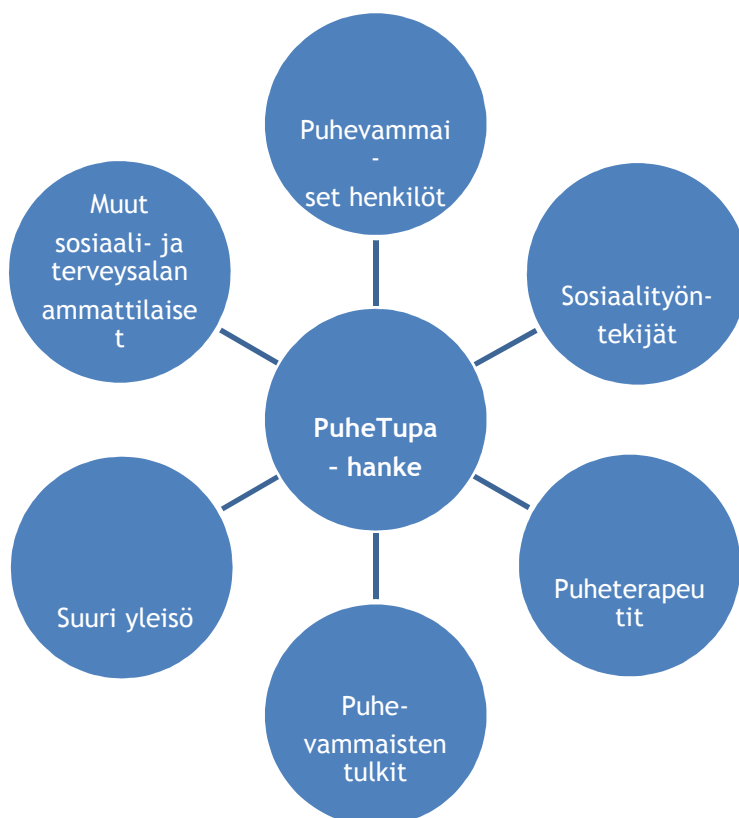 Puhevammai
-
set henkilöt
Muut
sosiaali- ja
terveysalan
ammattilaise
t
Sosiaalityön-
tekijät
PuheTupa
- hanke
Puheterapeu
tit
Suuri yleisö
Puhe-
vammaisten
tulkit